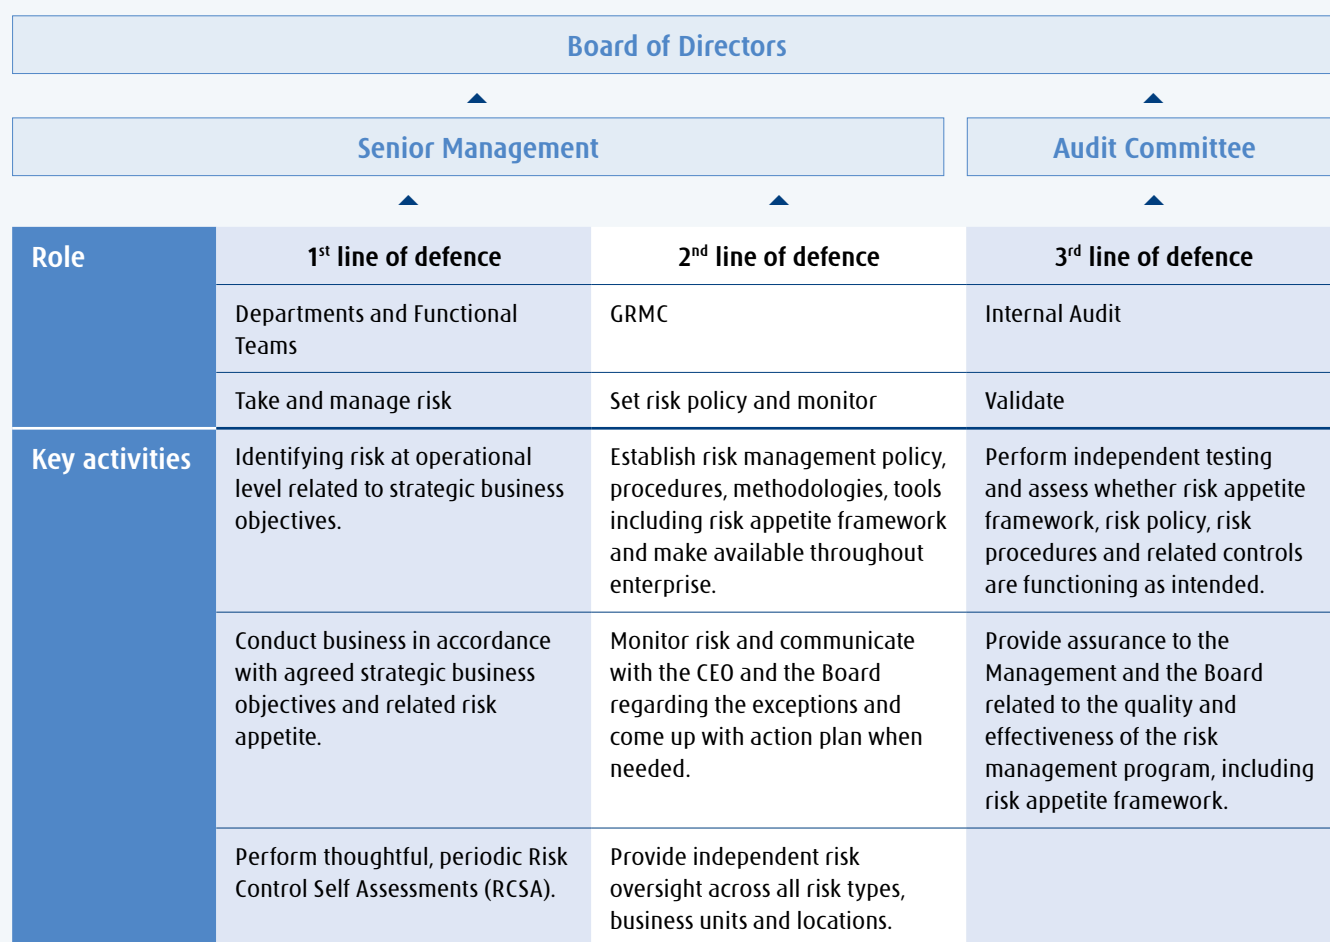 Board of Directors
Senior Management
Audit Committee
Role
1st line of defence
2nd line of defence
3rd line of defence
Departments and Functional
Teams
GRMC
Internal Audit
Take and manage risk
Set risk policy and monitor
Validate
Key activities
Identifying risk at operational
level related to strategic business
objectives.
Establish risk management policy,
procedures, methodologies, tools
including risk appetite framework
and make available throughout
enterprise.
Perform independent testing
and assess whether risk appetite
framework, risk policy, risk
procedures and related controls
are functioning as intended.
Conduct business in accordance
with agreed strategic business
objectives and related risk
appetite.
Monitor risk and communicate
with the CEO and the Board
regarding the exceptions and
come up with action plan when
needed.
Provide assurance to the
Management and the Board
related to the quality and
effectiveness of the risk
management program, including
risk appetite framework.
Perform thoughtful, periodic Risk
Control Self Assessments (RCSA).
Provide independent risk
oversight across all risk types,
business units and locations.